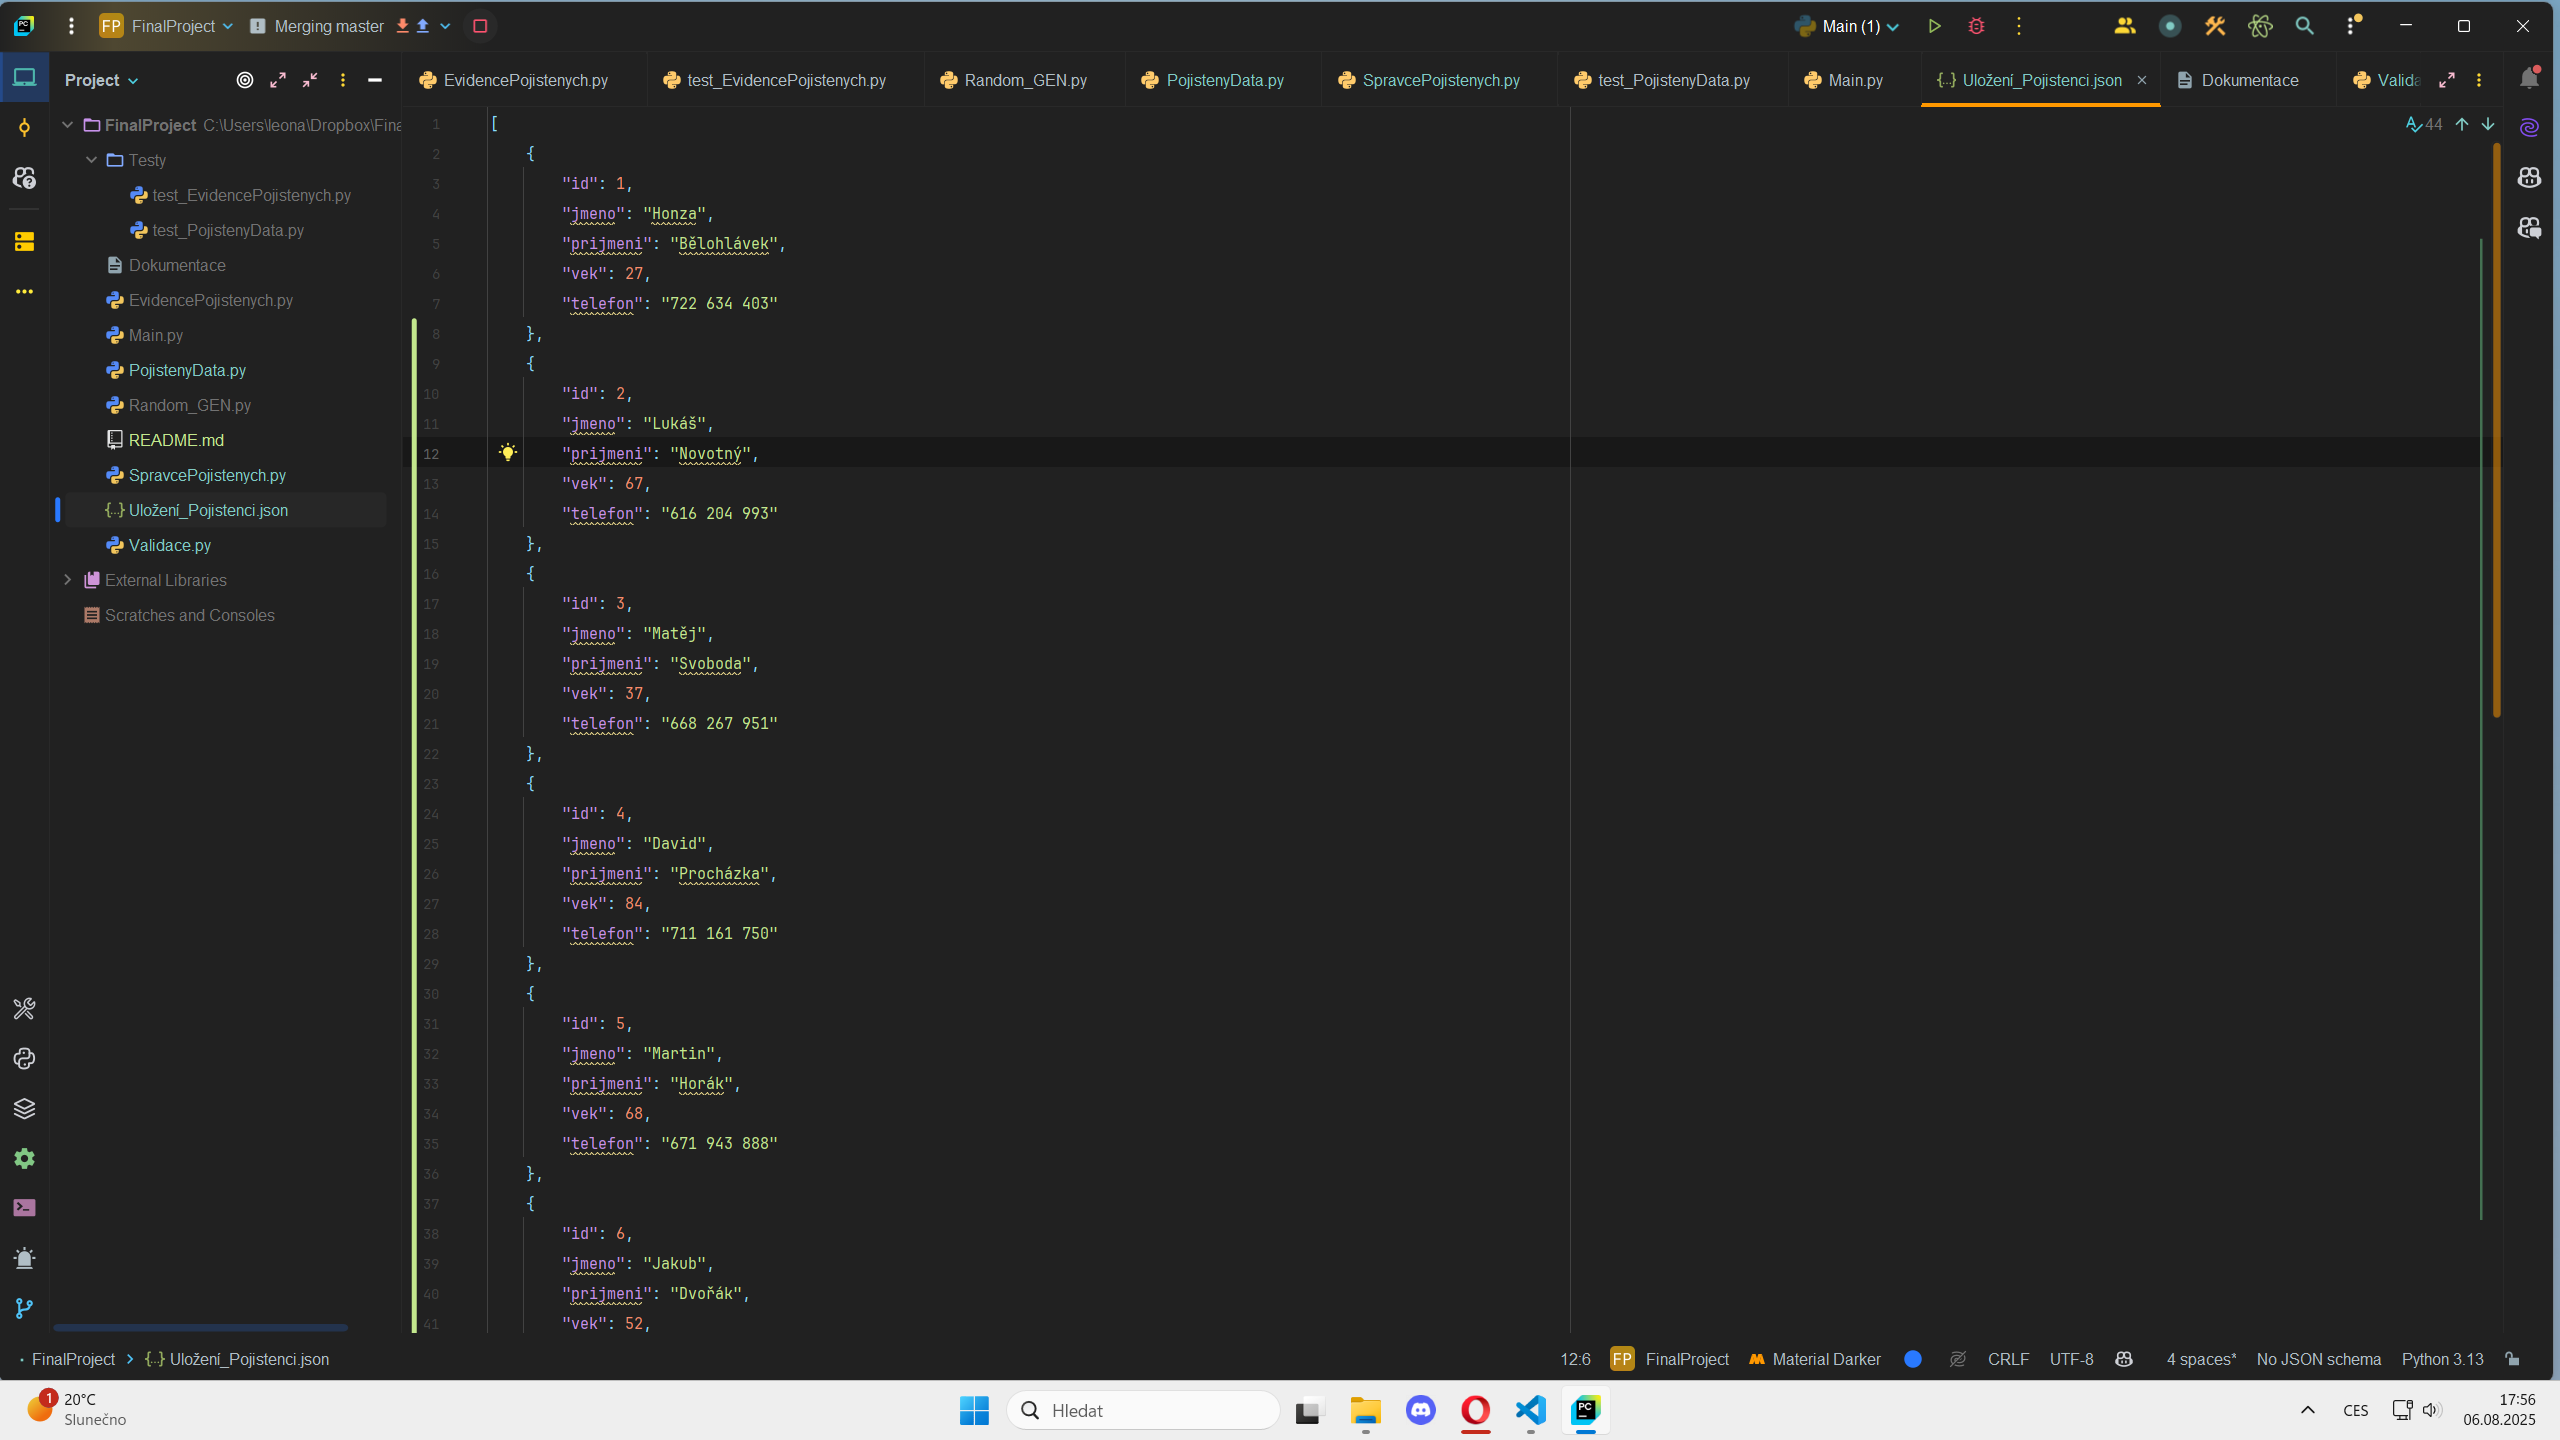 PC FP FinalProject Merging master Main (1)
Project
EvidencePojistenych.py test_EvidencePojistenych.py Random_GEN.py PojistenyData.py SpravcePojistenych.py test_PojistenyData.py Main.py {..} Uložení_Pojistenci.json Dokumentace Valida
FinalProject C:\Users\leona\Dropbox\Fina
Testy
test_EvidencePojistenych.py
test_PojistenyData.py
Dokumentace
EvidencePojistenych.py
Main.py
PojistenyData.py
Random_GEN.py
README.md
SpravcePojistenych.py
{..} Uložení_Pojistenci.json
Validace.py
External Libraries
Scratches and Consoles
44
1 [
2 {
3 "id": 1,
4 "jmeno": "Honza",
5 "prijmeni": "Bělohlávek",
6 "vek": 27,
7 "telefon": "722 634 403"
8 },
9 {
10 "id": 2,
11 "jmeno": "Lukáš",
12 "prijmeni": "Novotný",
13 "vek": 67,
14 "telefon": "616 204 993"
15 },
16 {
17 "id": 3,
18 "jmeno": "Matěj",
19 "prijmeni": "Svoboda",
20 "vek": 37,
21 "telefon": "668 267 951"
22 },
23 {
24 "id": 4,
25 "jmeno": "David",
26 "prijmeni": "Procházka",
27 "vek": 84,
28 "telefon": "711 161 750"
29 },
30 {
31 "id": 5,
32 "jmeno": "Martin",
33 "prijmeni": "Horák",
34 "vek": 68,
35 "telefon": "671 943 888"
36 },
37 {
38 "id": 6,
39 "jmeno": "Jakub",
40 "prijmeni": "Dvořák",
41 "vek": 52,
FinalProject {..} Uložení_Pojistenci.json 12:6 FP FinalProject Material Darker CRLF UTF-8 4 spaces* No JSON schema Python 3.13
1 20°C
Slunečno
Hledat
PC
CES
17:56
06.08.2025